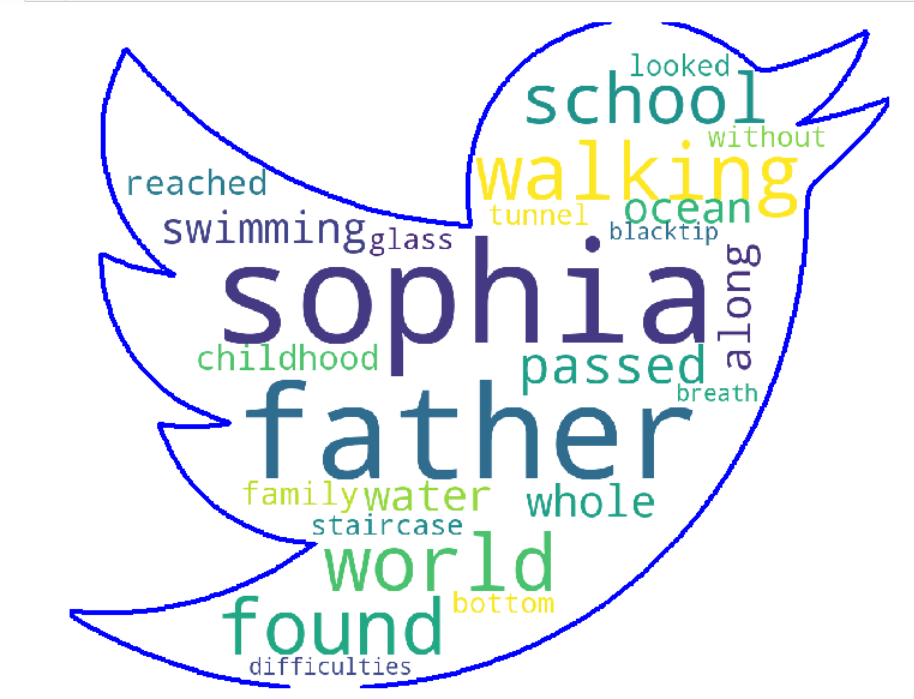 looked
school
without
walking
reached
ocean
tunnel
swimming
blacktip
glass
sophia
along
childhood
passed
breath
father
family
water
whole
staircase
world
bottom
found
difficulties